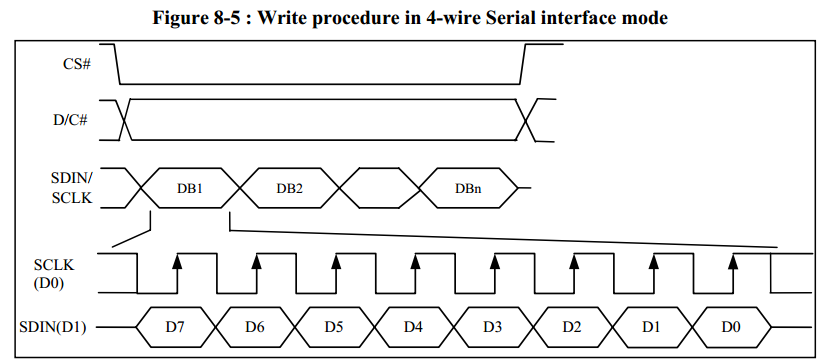 Figure 8-5 : Write procedure in 4-wire Serial interface mode
CS#
D/C#
SDIN/
SCLK
DB1 DB2 DBn
SCLK
(D0)
SDIN(D1) D7 D6 D5 D4 D3 D2 D1 D0